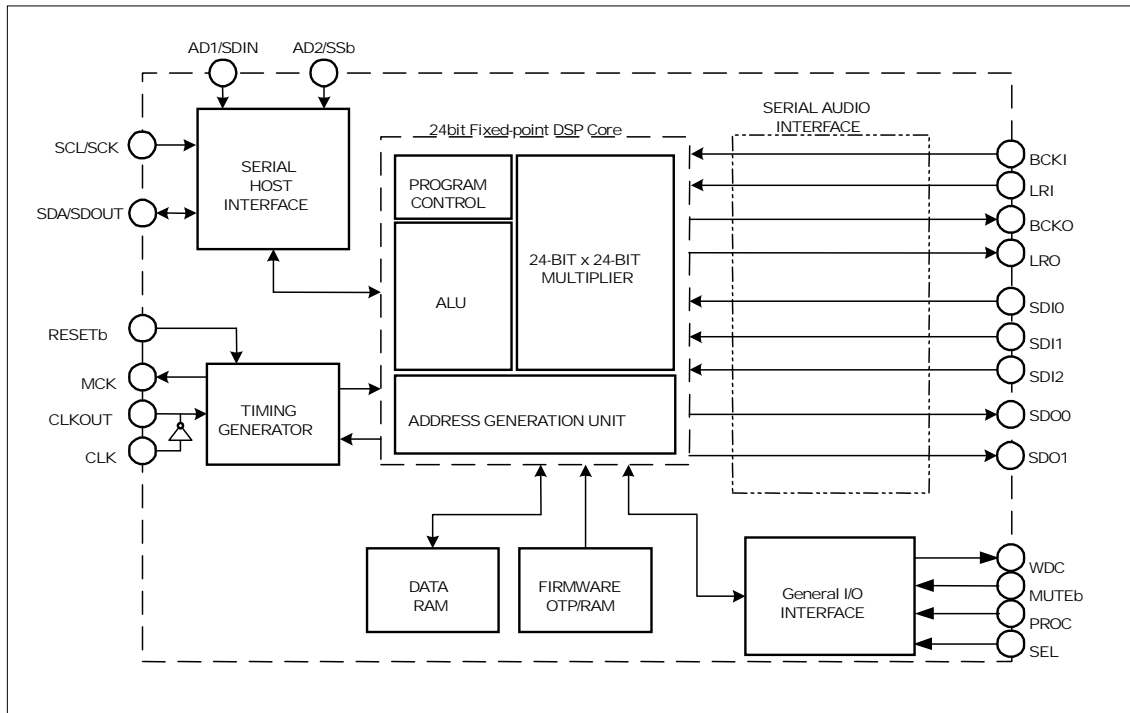 AD1/SDIN
AD2/SSb
SCL/SCK
SDA/SDOUT
SERIAL
HOST
INTERFACE
RESETb
MCK
CLKOUT
CLK
TIMING
GENERATOR
24bit Fixed-point DSP Core
PROGRAM
CONTROL
ALU
24-BIT x 24-BIT
MULTIPLIER
ADDRESS GENERATION UNIT
DATA
RAM
FIRMWARE
OTP/RAM
SERIAL AUDIO
INTERFACE
BCKI
LRI
BCKO
LRO
SDI0
SDI1
SDI2
SDO0
SDO1
General I/O
INTERFACE
WDC
MUTEb
PROC
SEL